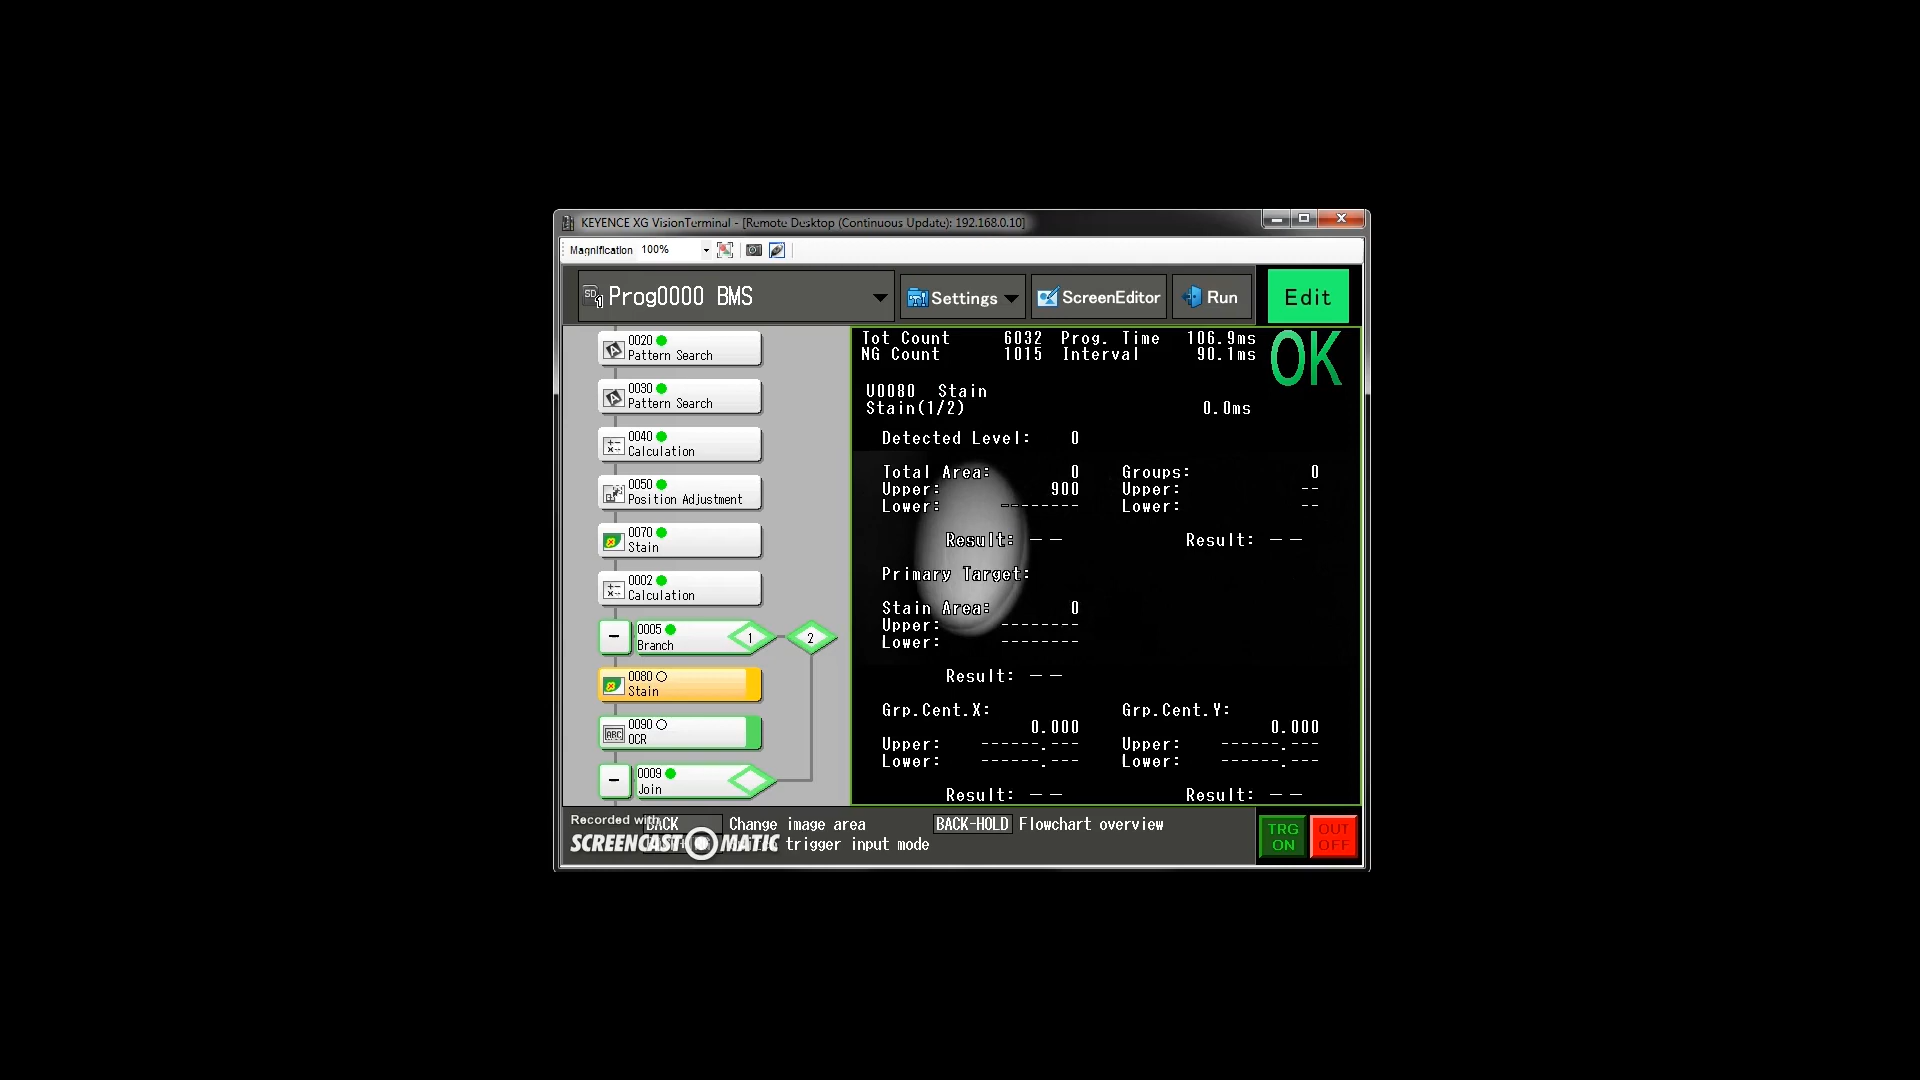 KEYENCE XG VisionTerminal - [Remote Desktop (Continuous Update): 192.168.0.10]
Magnification 100%
SD1 Prog0000 BMS
Settings
ScreenEditor
Run
Edit
0020
Pattern Search
0030
Pattern Search
0040
Calculation
0050
Position Adjustment
0070
Stain
0002
Calculation
0005
Branch
1
2
0080
Stain
0090
ABC
OCR
0009
Join
Tot Count 6032 Prog. Time 106.9ms
NG Count 1015 Interval 90.1ms
OK
U0080 Stain
Stain(1/2) 0.0ms
Detected Level: 0
Total Area: 0 Groups: 0
Upper: 900 Upper: --
Lower: -------- Lower: --
Result: -- Result: --
Primary Target:
Stain Area: 0
Upper: --------
Lower: --------
Result: --
Grp.Cent.X: Grp.Cent.Y:
0.000 0.000
Upper: ------.--- Upper: ------.---
Lower: ------.--- Lower: ------.---
Result: -- Result: --
Recorded with
SCREENCAST-O-MATIC
BACK Change image area BACK-HOLD Flowchart overview
trigger input mode
TRG
ON
OUT
OFF